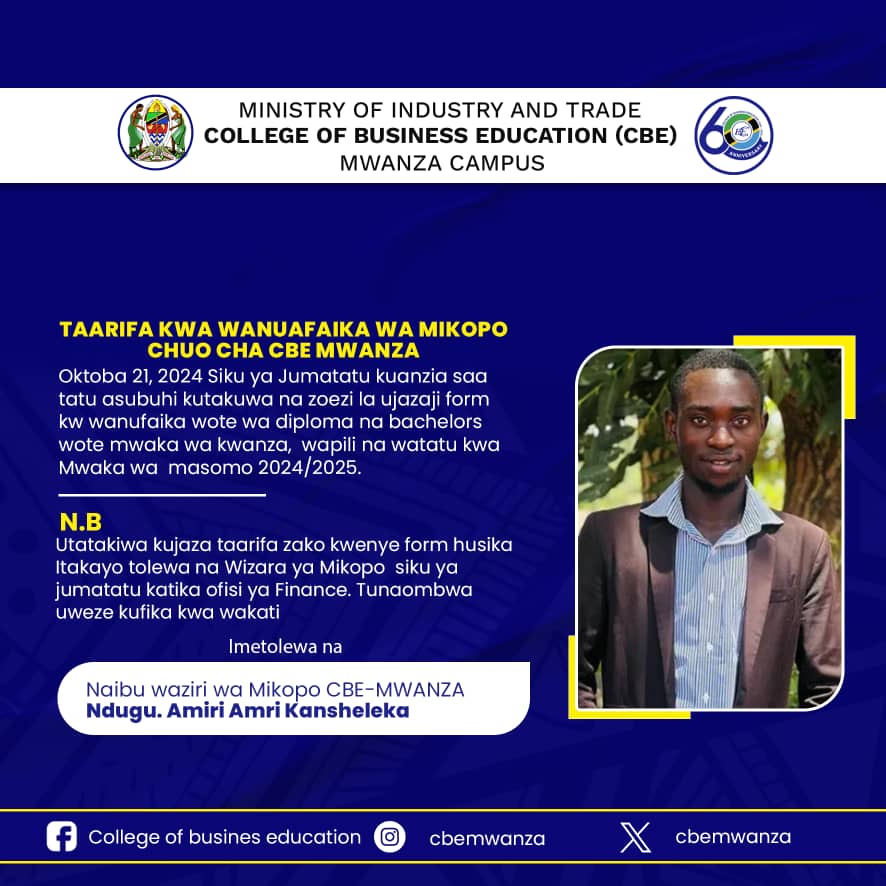 MINISTRY OF INDUSTRY AND TRADE
COLLEGE OF BUSINESS EDUCATION (CBE)
MWANZA CAMPUS
60
ANNIVERSARY
TAARIFA KWA WANUAFAIKA WA MIKOPO
CHUO CHA CBE MWANZA
Oktoba 21, 2024 Siku ya Jumatatu kuanzia saa
tatu asubuhi kutakuwa na zoezi la ujazaji form
kw wanufaika wote wa diploma na bachelors
wote mwaka wa kwanza, wapili na watatu kwa
Mwaka wa masomo 2024/2025.
N.B
Utatakiwa kujaza taarifa zako kwenye form husika
Itakayo tolewa na Wizara ya Mikopo siku ya
jumatatu katika ofisi ya Finance. Tunaombwa
uweze kufika kwa wakati
Imetolewa na
Naibu waziri wa Mikopo CBE-MWANZA
Ndugu. Amiri Amri Kansheleka
College of busines education cbemwanza cbemwanza